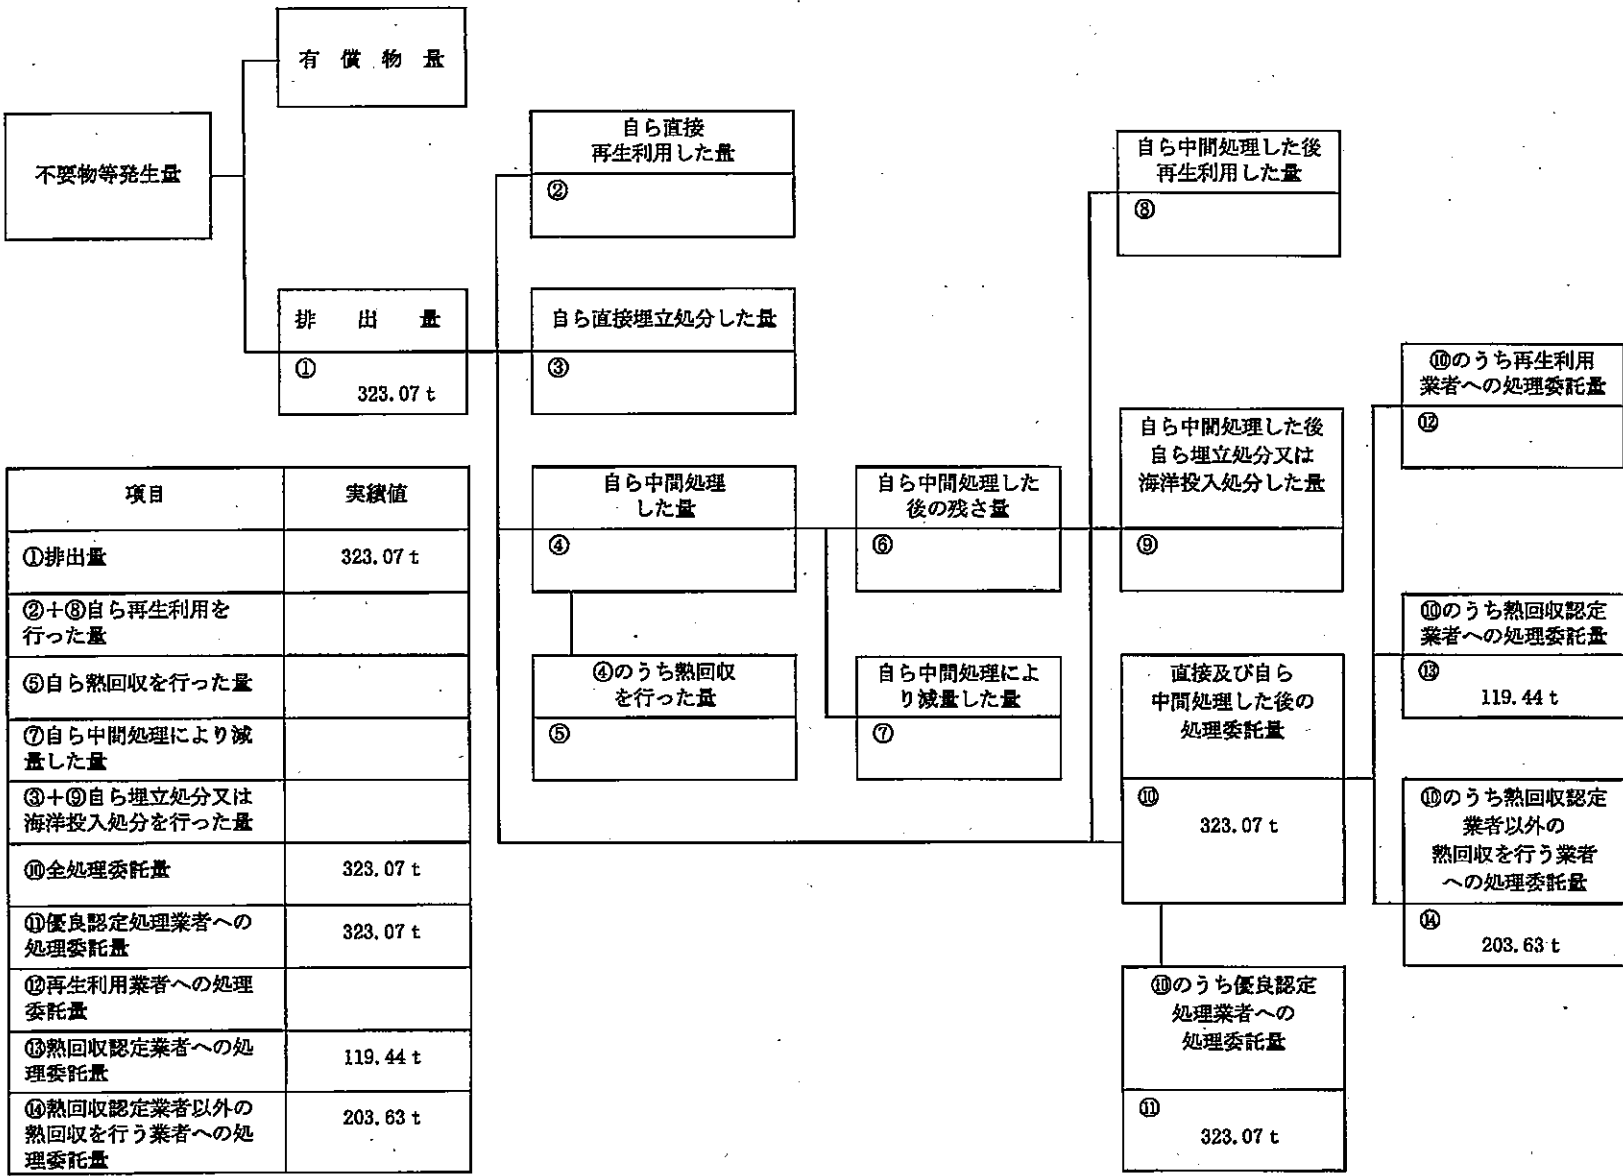 有 償 物 量
不要物等発生量
排 出 量
①
323.07 t
自ら直接
再生利用した量
②
自ら直接埋立処分した量
③
自ら中間処理
した量
④
④のうち熱回収
を行った量
⑤
自ら中間処理した
後の残さ量
⑥
自ら中間処理によ
り減量した量
⑦
自ら中間処理した後
再生利用した量
⑧
自ら中間処理した後
自ら埋立処分又は
海洋投入処分した量
⑨
直接及び自ら
中間処理した後の
処理委託量
⑩
323.07 t
⑩のうち優良認定
処理業者への
処理委託量
⑪
323.07 t
⑩のうち再生利用
業者への処理委託量
⑫
⑩のうち熱回収認定
業者への処理委託量
⑬
119.44 t
⑩のうち熱回収認定
業者以外の
熱回収を行う業者
への処理委託量
⑭
203.63 t
項目 実績値
①排出量 323.07 t
②+⑧自ら再生利用を
行った量
⑤自ら熱回収を行った量
⑦自ら中間処理により減
量した量
③+⑨自ら埋立処分又は
海洋投入処分を行った量
⑩全処理委託量 323.07 t
⑪優良認定処理業者への
処理委託量 323.07 t
⑫再生利用業者への処理
委託量
⑬熱回収認定業者への処
理委託量 119.44 t
⑭熱回収認定業者以外の
熱回収を行う業者への処
理委託量 203.63 t